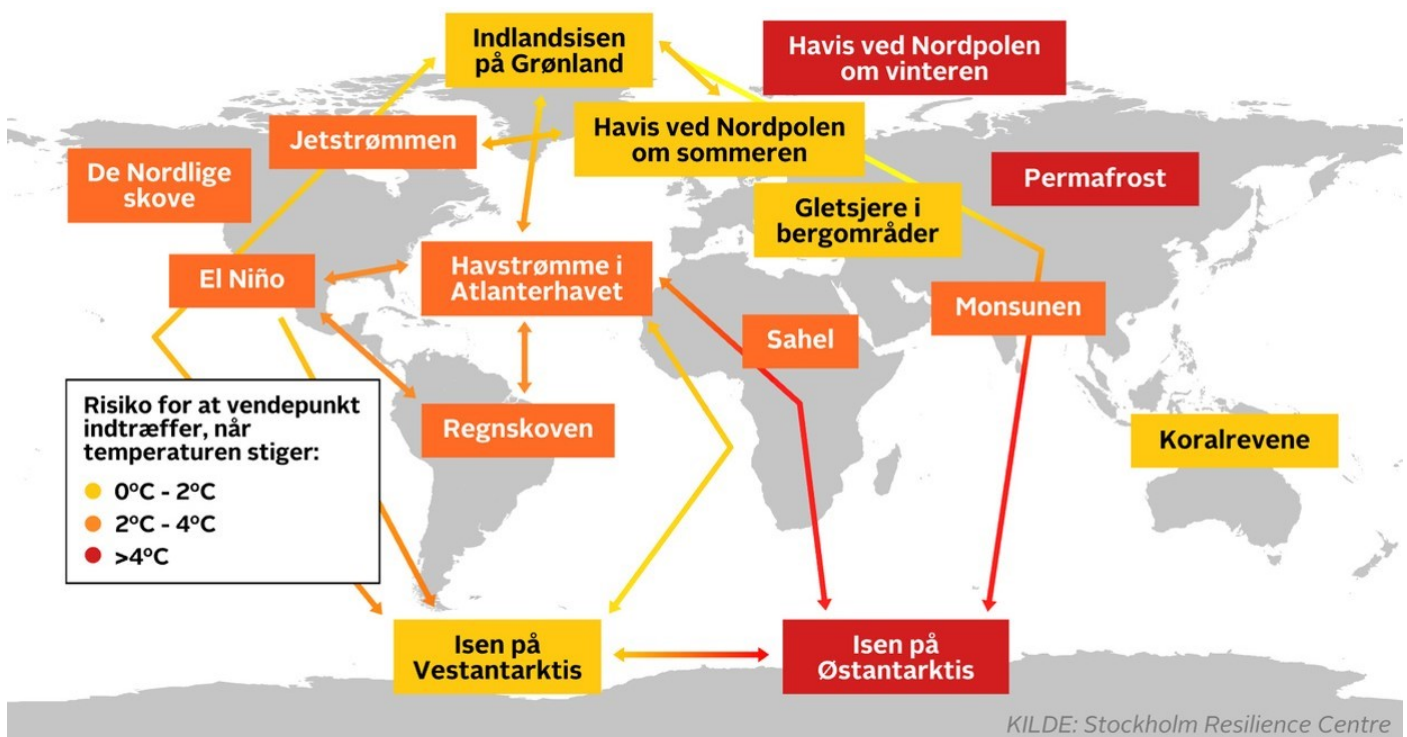 Indlandsisen
på Grønland
Havis ved Nordpolen
om vinteren
Jetstrømmen
Havis ved Nordpolen
om sommeren
De Nordlige
skove
Permafrost
Gletsjere i
bergområder
El Niño
Havstrømme i
Atlanterhavet
Monsunen
Sahel
Risiko for at vendepunkt
indtræffer, når
temperaturen stiger:
0°C - 2°C
2°C - 4°C
>4°C
Regnskoven
Koralrevene
Isen på
Vestantarktis
Isen på
Østantarktis
KILDE: Stockholm Resilience Centre